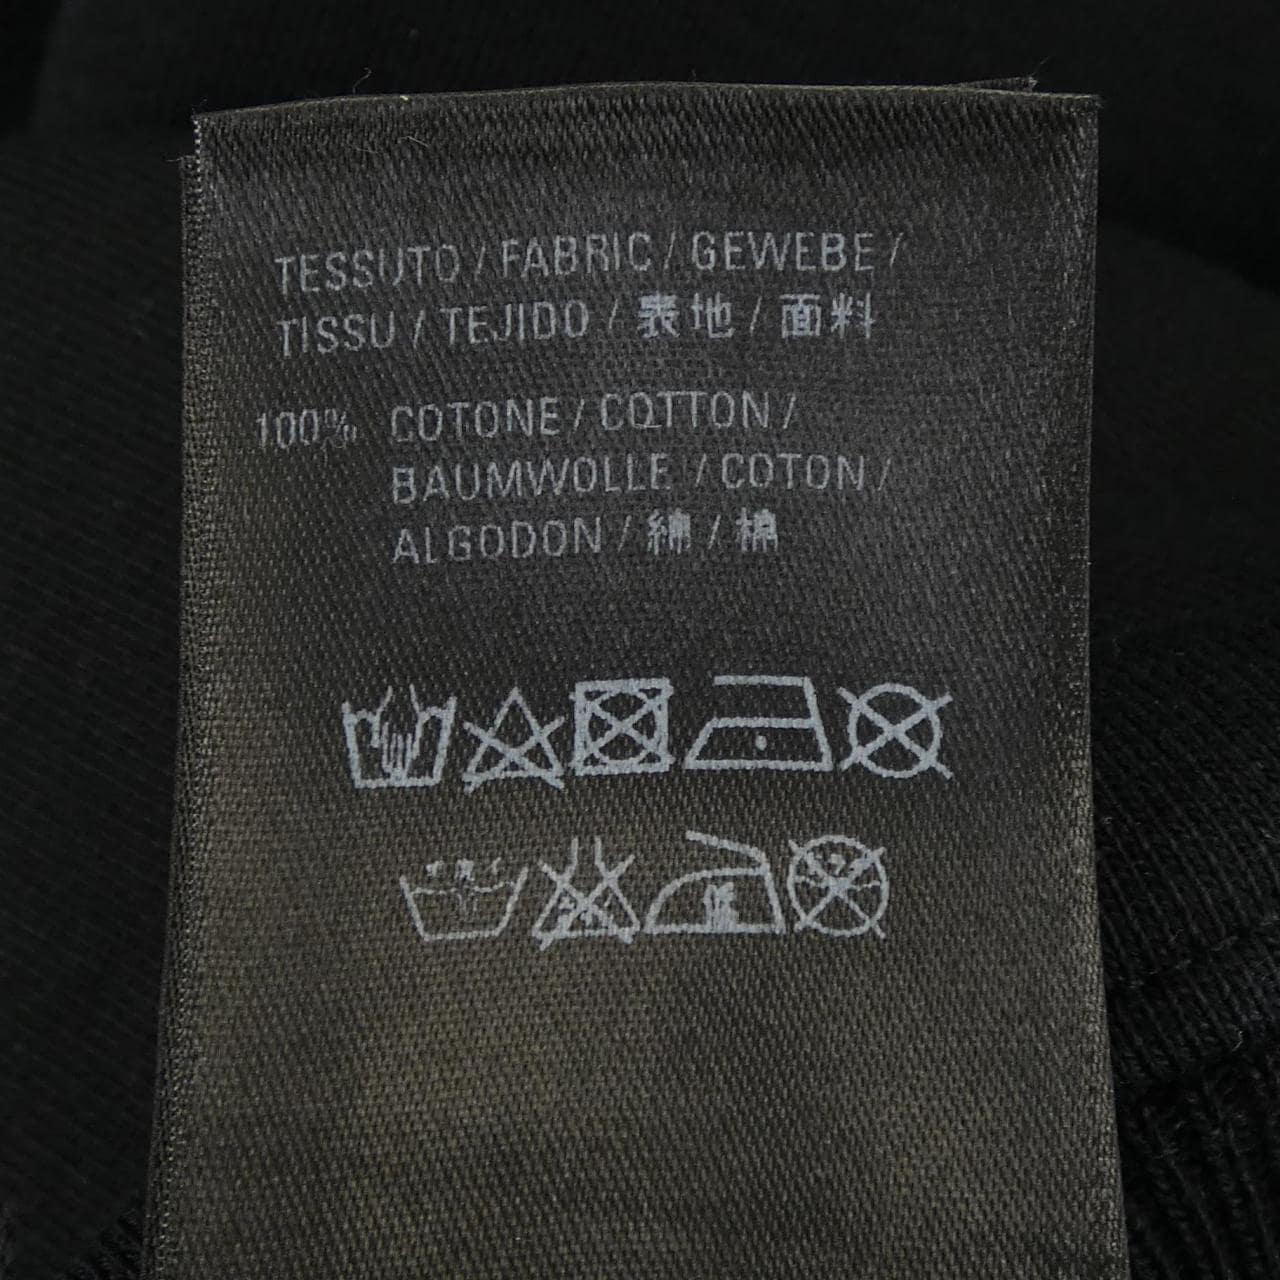 TESSUTO / FABRIC / GEWEBE /
TISSU / TEJIDO / 表地 / 面料
100% COTONE / COTTON /
BAUMWOLLE / COTON /
ALGODON / 綿 / 棉